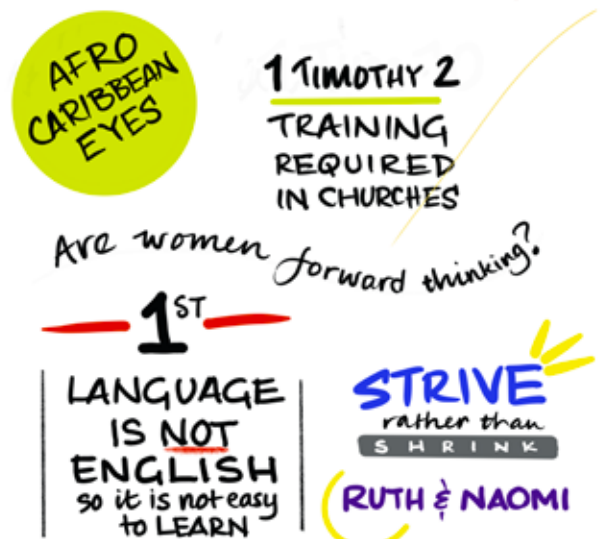 AFRO
CARIBBEAN
EYES
1 TIMOTHY 2
TRAINING
REQUIRED
IN CHURCHES
Are women forward thinking?
1ST
LANGUAGE
IS NOT
ENGLISH
so it is not easy
to LEARN
STRIVE
rather than
SHRINK
RUTH & NAOMI